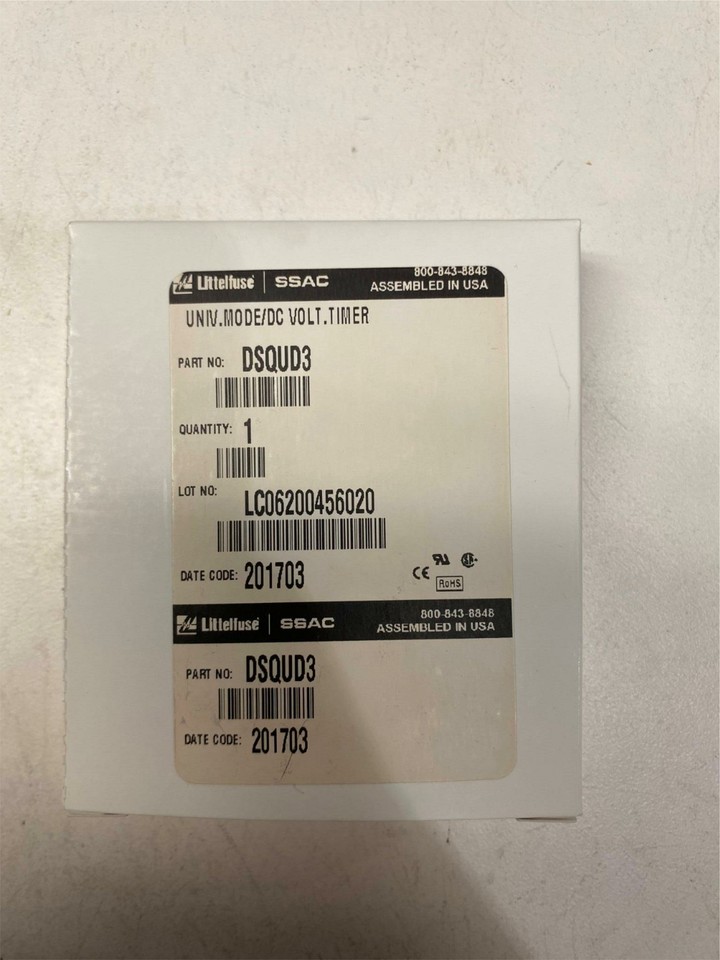 Littelfuse SSAC 800-843-8848
ASSEMBLED IN USA
UNIV.MODE/DC VOLT.TIMER
PART NO: DSQUD3
QUANTITY: 1
LOT NO: LC06200456020
DATE CODE: 201703
CE RoHS
Littelfuse SSAC 800-843-8848
ASSEMBLED IN USA
PART NO: DSQUD3
DATE CODE: 201703